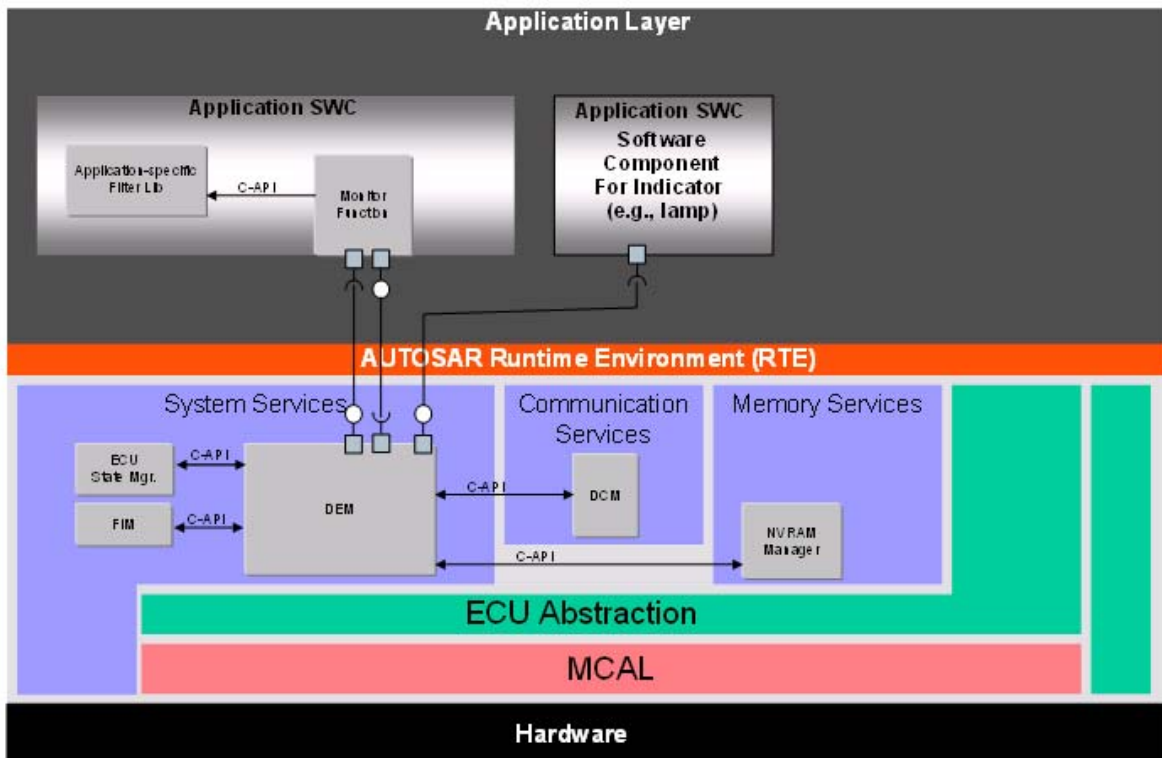 Application Layer
Application SWC
Application-specific
Filter Lib
C-API
Monitor
Function
Application SWC
Software
Component
For Indicator
(e.g., lamp)
AUTOSAR Runtime Environment (RTE)
System Services
Communication
Services
Memory Services
ECU
State Mgr.
C-API
FIM
C-API
DEM
C-API
DCM
C-API
NVRAM
Manager
ECU Abstraction
MCAL
Hardware